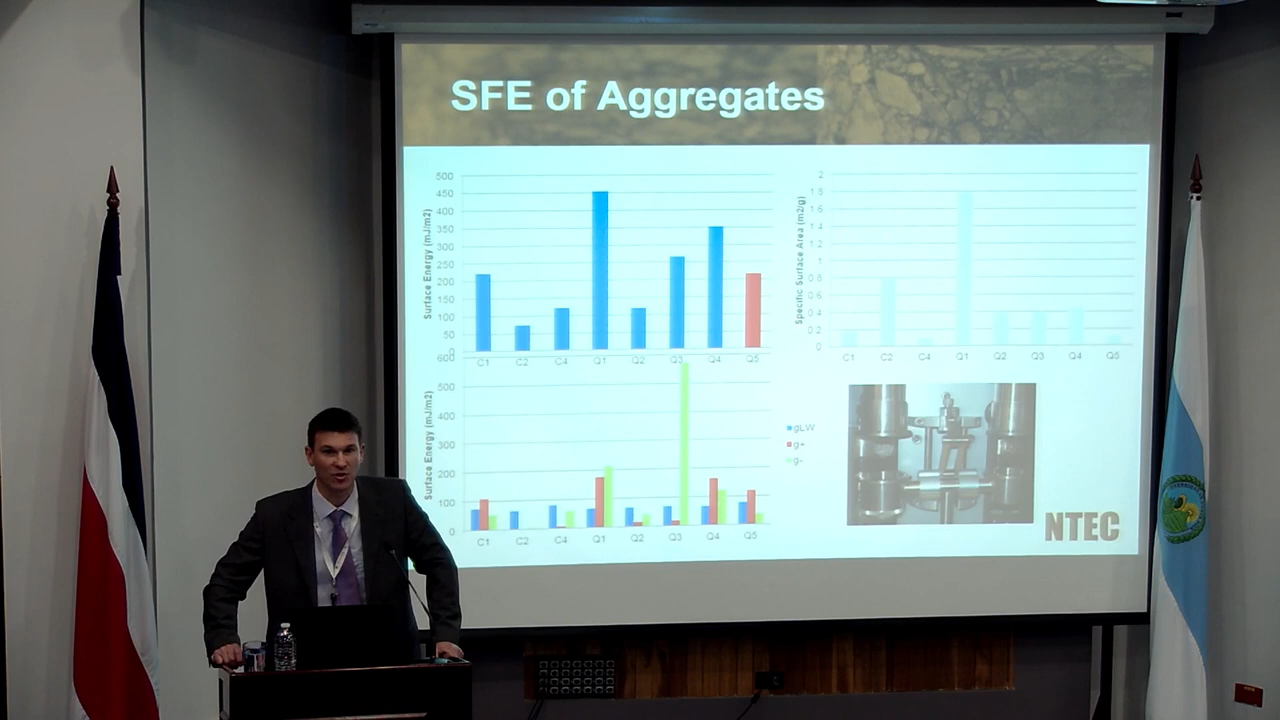 SFE of Aggregates
500
450
400
350
300
250
200
150
100
50
0
Surface Energy (mJ/m2)
C1 C2 C4 Q1 Q2 Q3 Q4 Q5
2
1.8
1.6
1.4
1.2
1
0.8
0.6
0.4
0.2
0
Specific Surface Area (m2/g)
C1 C2 C4 Q1 Q2 Q3 Q4 Q5
600
500
400
300
200
100
0
Surface Energy (mJ/m2)
C1 C2 C4 Q1 Q2 Q3 Q4 Q5
gLW
g+
g-
NTEC